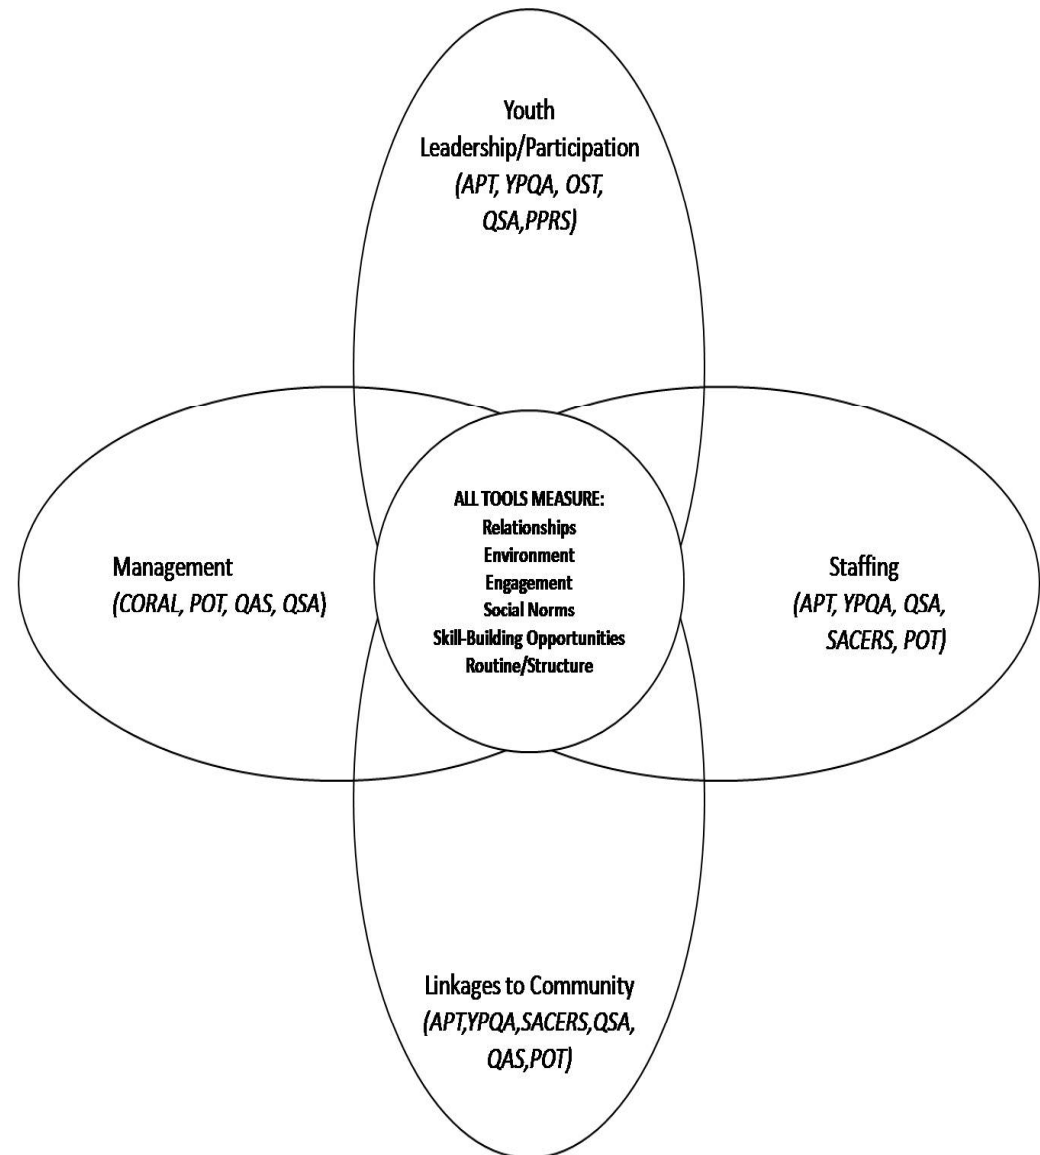 Youth
Leadership/Participation
(APT, YPQA, OST,
QSA,PPRS)
ALL TOOLS MEASURE:
Relationships
Environment
Engagement
Social Norms
Skill-Building Opportunities
Routine/Structure
Management
(CORAL, POT, QAS, QSA)
Staffing
(APT, YPQA, QSA,
SACERS, POT)
Linkages to Community
(APT,YPQA,SACERS,QSA,
QAS,POT)